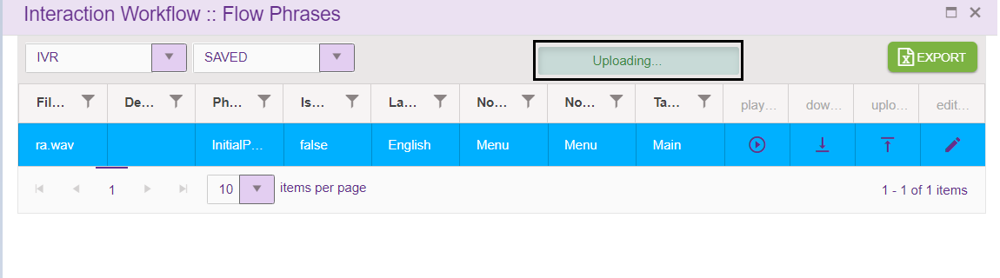 Interaction Workflow :: Flow Phrases
IVR SAVED Uploading... EXPORT
Fil... De... Ph... Is... La... No... No... Ta... play... dow... uplo... edit...
ra.wav InitialP... false English Menu Menu Main
1 10 items per page 1 - 1 of 1 items